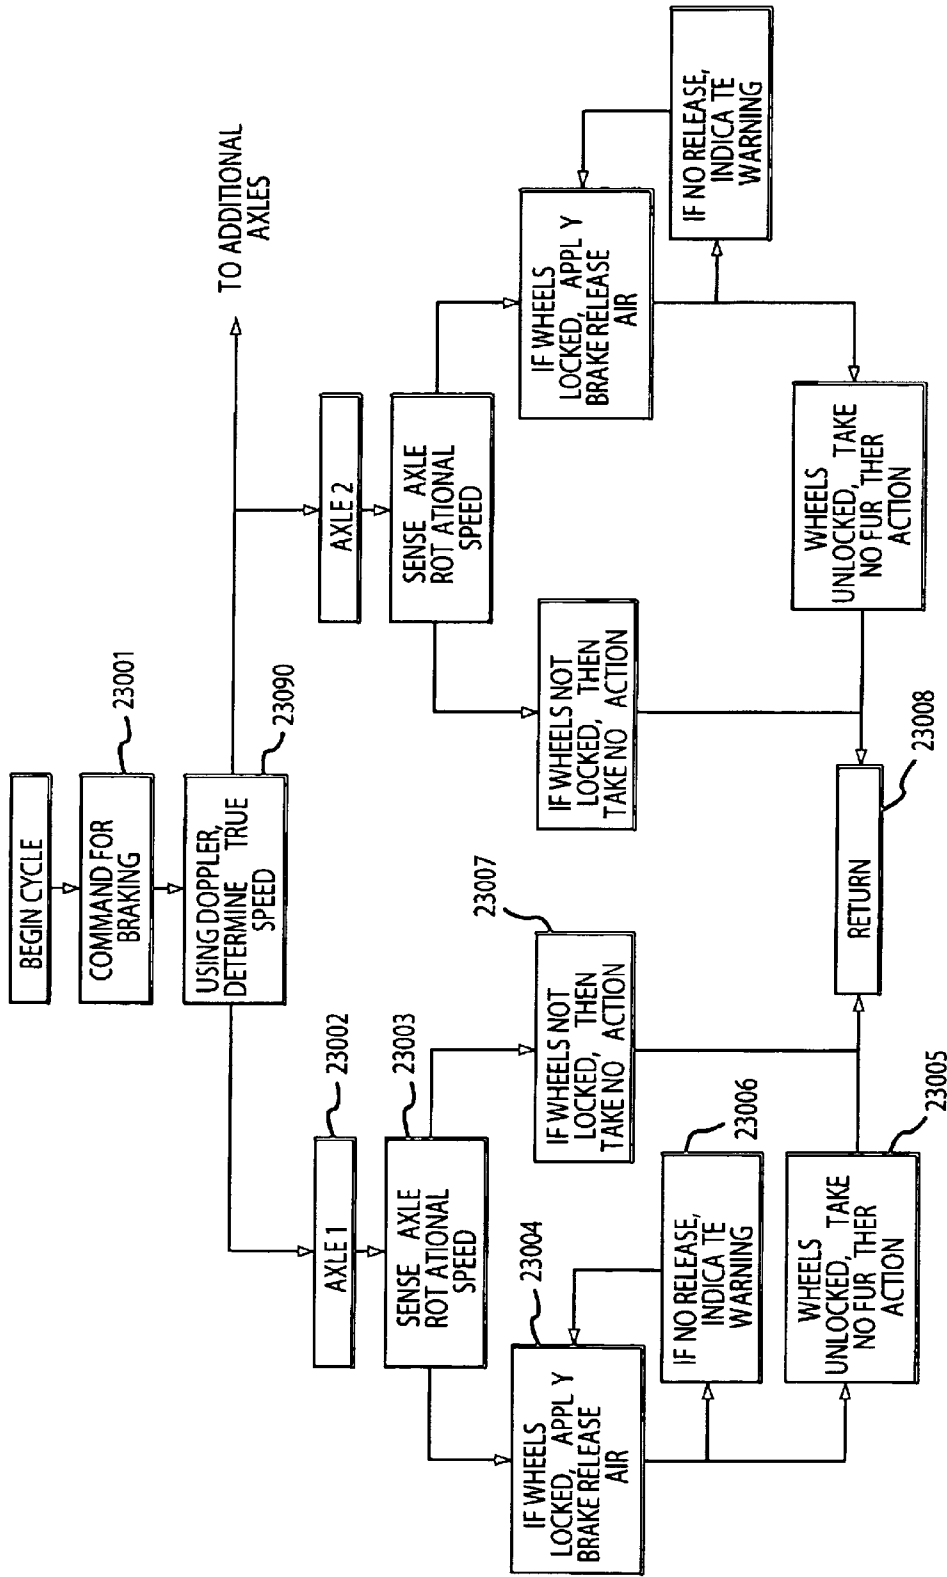 BEGIN CYCLE
COMMAND FOR
BRAKING
23001
USING DOPPLER,
DETERMINE TRUE
SPEED
23090
TO ADDITIONAL
AXLES
AXLE 1
23002
SENSE AXLE
ROT ATIONAL
SPEED
23003
IF WHEELS
LOCKED, APPL Y
BRAKE RELEASE
AIR
23004
IF WHEELS NOT
LOCKED, THEN
TAKE NO ACTION
23007
IF NO RELEASE,
INDICA TE
WARNING
23006
WHEELS
UNLOCKED, TAKE
NO FUR THER
ACTION
23005
RETURN
23008
AXLE 2
SENSE AXLE
ROT ATIONAL
SPEED
IF WHEELS NOT
LOCKED, THEN
TAKE NO ACTION
IF WHEELS
LOCKED, APPL Y
BRAKE RELEASE
AIR
IF NO RELEASE,
INDICA TE
WARNING
WHEELS
UNLOCKED, TAKE
NO FUR THER
ACTION